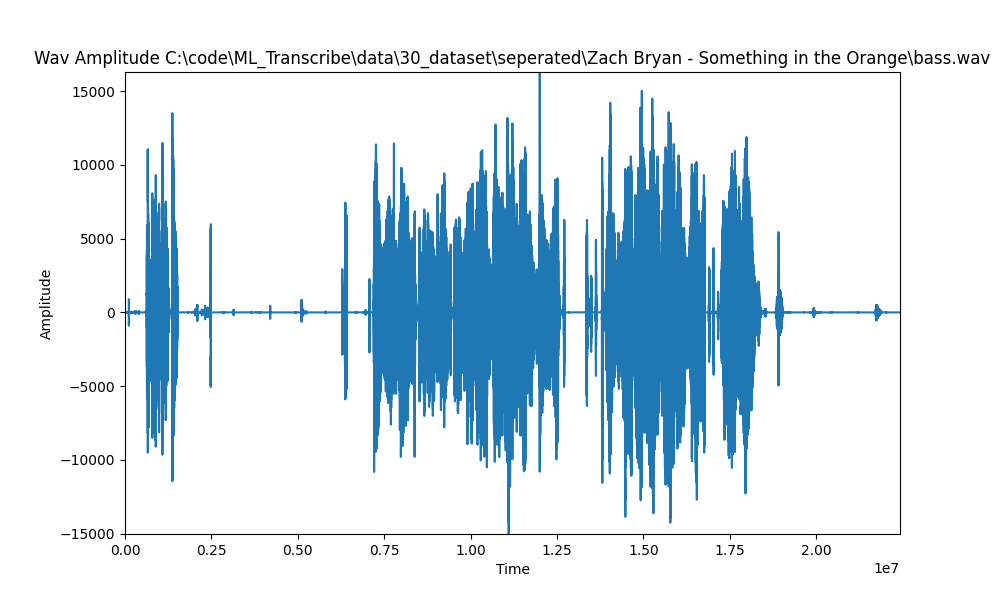 Wav Amplitude C:\code\ML_Transcribe\data\30_dataset\seperated\Zach Bryan - Something in the Orange\bass.wav
15000
10000
5000
0
−5000
−10000
−15000
Amplitude
0.00 0.25 0.50 0.75 1.00 1.25 1.50 1.75 2.00
1e7
Time